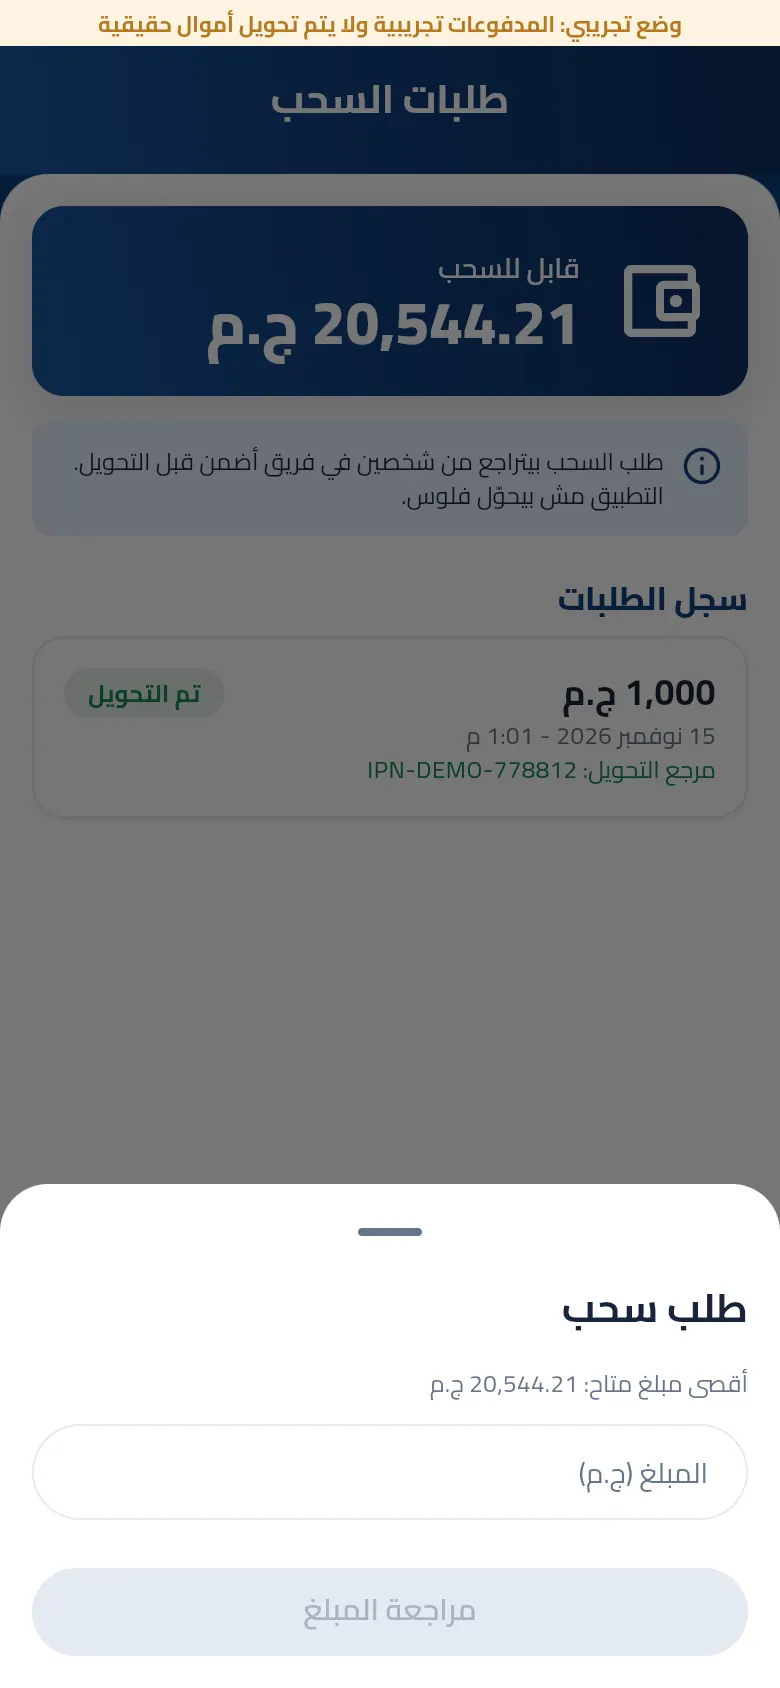 وضع تجريبي: المدفوعات تجريبية ولا يتم تحويل أموال حقيقية
طلبات السحب
قابل للسحب
20,544.21 ج.م
طلب السحب بيتراجع من شخصين في فريق أضمن قبل التحويل.
التطبيق مش بيحوّل فلوس.
سجل الطلبات
1,000 ج.م
تم التحويل
15 نوفمبر 2026 - 1:01 م
مرجع التحويل: IPN-DEMO-778812
طلب سحب
أقصى مبلغ متاح: 20,544.21 ج.م
المبلغ (ج.م)
مراجعة المبلغ